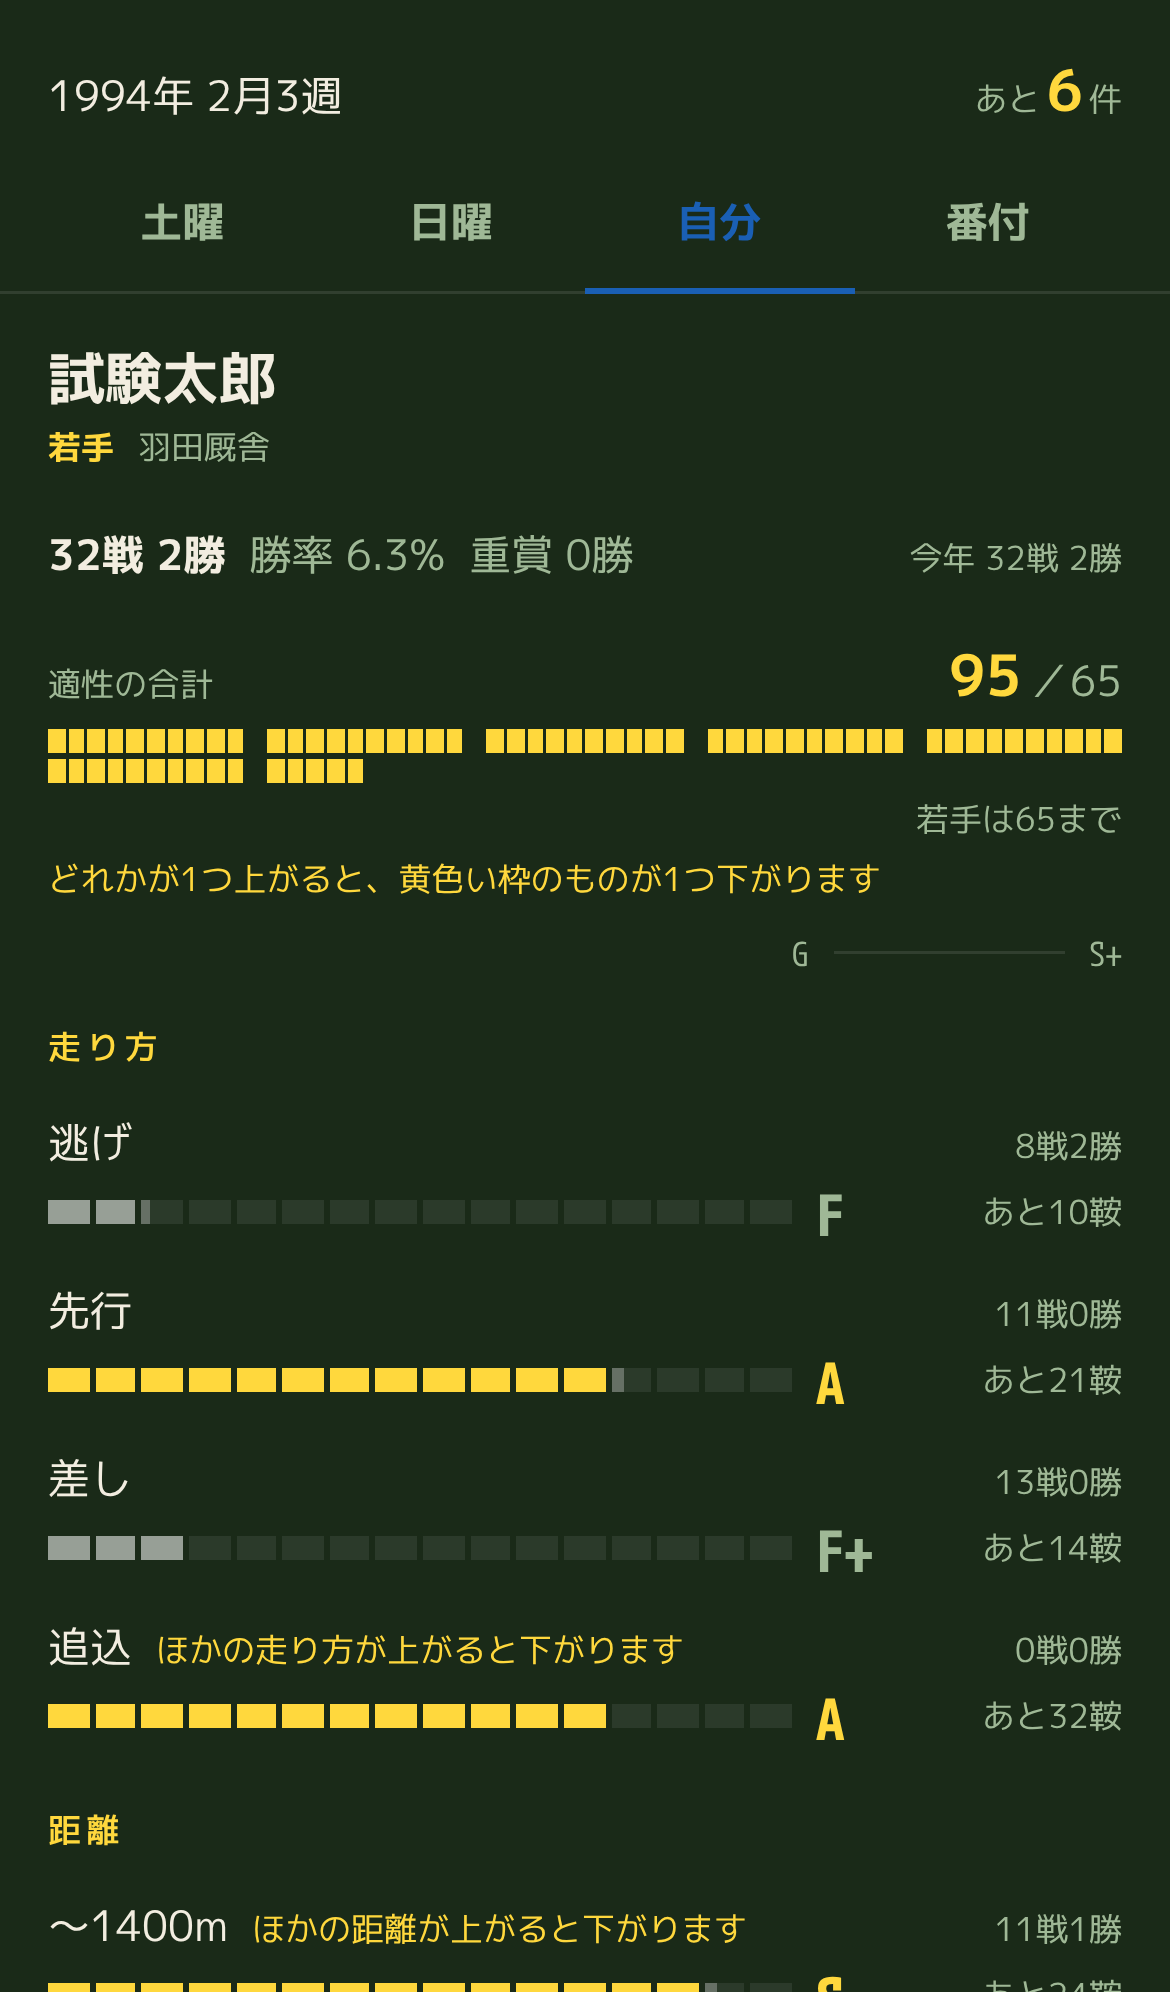 1994年 2月3週
あと6件
土曜 日曜 自分 番付
試験太郎
若手 羽田厩舎
32戦 2勝 勝率 6.3% 重賞 0勝 今年 32戦 2勝
適性の合計 95／65
若手は65まで
どれかが1つ上がると、黄色い枠のものが1つ下がります
G S+
走り方
逃げ 8戦2勝
F あと10鞍
先行 11戦0勝
A あと21鞍
差し 13戦0勝
F+ あと14鞍
追込 ほかの走り方が上がると下がります 0戦0勝
A あと32鞍
距離
〜1400m ほかの距離が上がると下がります 11戦1勝